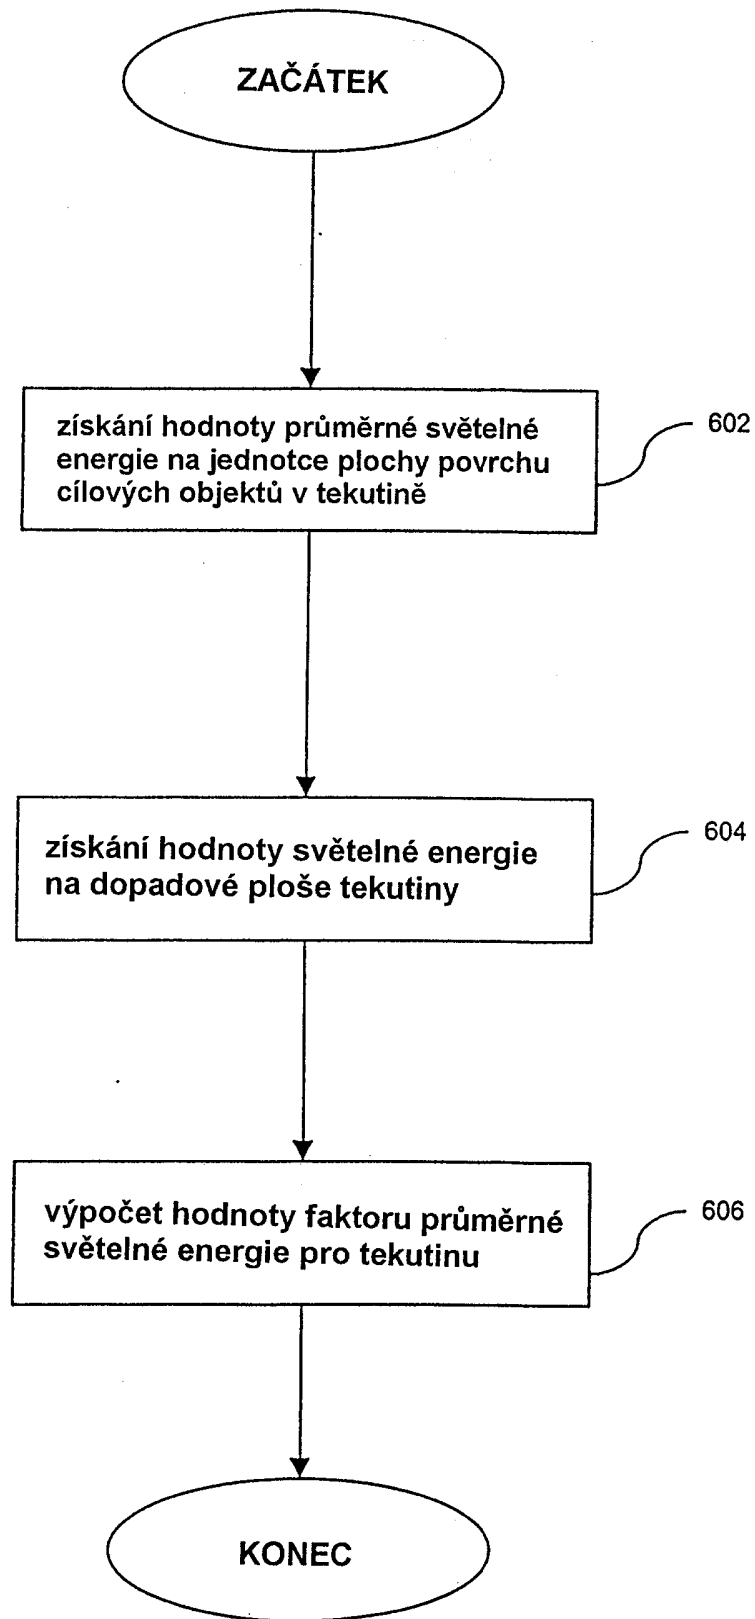 ZAČÁTEK
získání hodnoty průměrné světelné
energie na jednotce plochy povrchu
cílových objektů v tekutině
602
získání hodnoty světelné energie
na dopadové ploše tekutiny
604
výpočet hodnoty faktoru průměrné
světelné energie pro tekutinu
606
KONEC